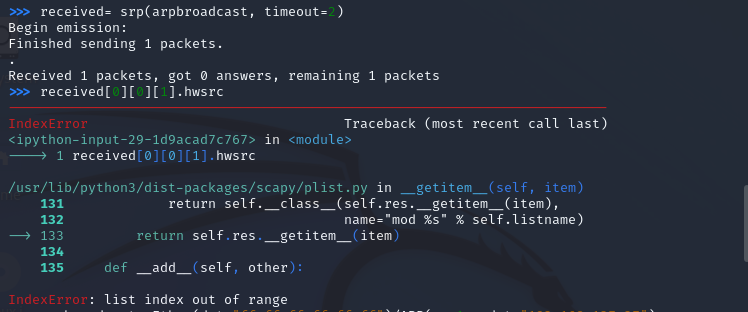 >>> received= srp(arpbroadcast, timeout=2)
Begin emission:
Finished sending 1 packets.
.
Received 1 packets, got 0 answers, remaining 1 packets
>>> received[0][0][1].hwsrc
IndexError                                Traceback (most recent call last)
<ipython-input-29-1d9acad7c767> in <module>
----> 1 received[0][0][1].hwsrc
/usr/lib/python3/dist-packages/scapy/plist.py in __getitem__(self, item)
    131             return self.__class__(self.res.__getitem__(item),
    132                                   name="mod %s" % self.listname)
--> 133         return self.res.__getitem__(item)
    134
    135     def __add__(self, other):
IndexError: list index out of range